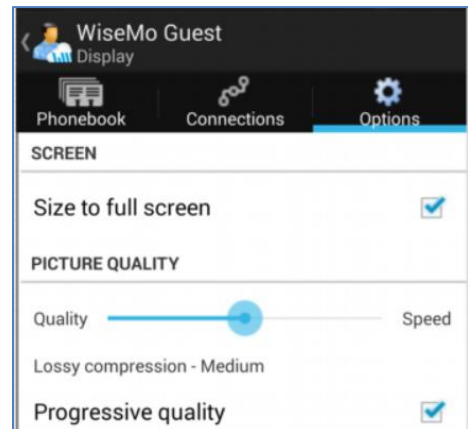 WiseMo Guest
Display
Phonebook Connections Options
SCREEN
Size to full screen
PICTURE QUALITY
Quality Speed
Lossy compression - Medium
Progressive quality